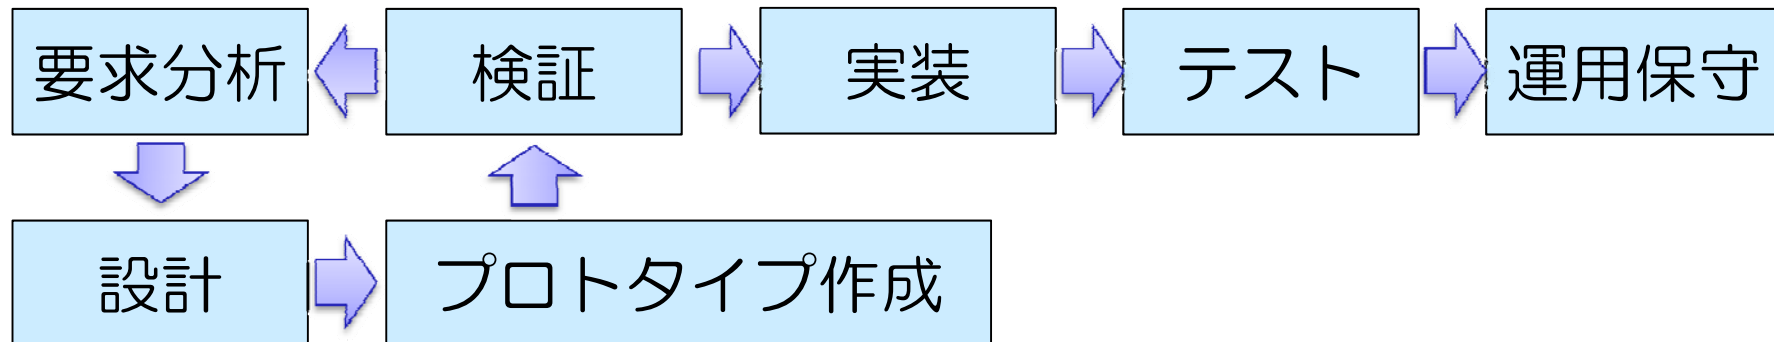 要求分析
検証
実装
テスト
運用保守
設計
プロトタイプ作成